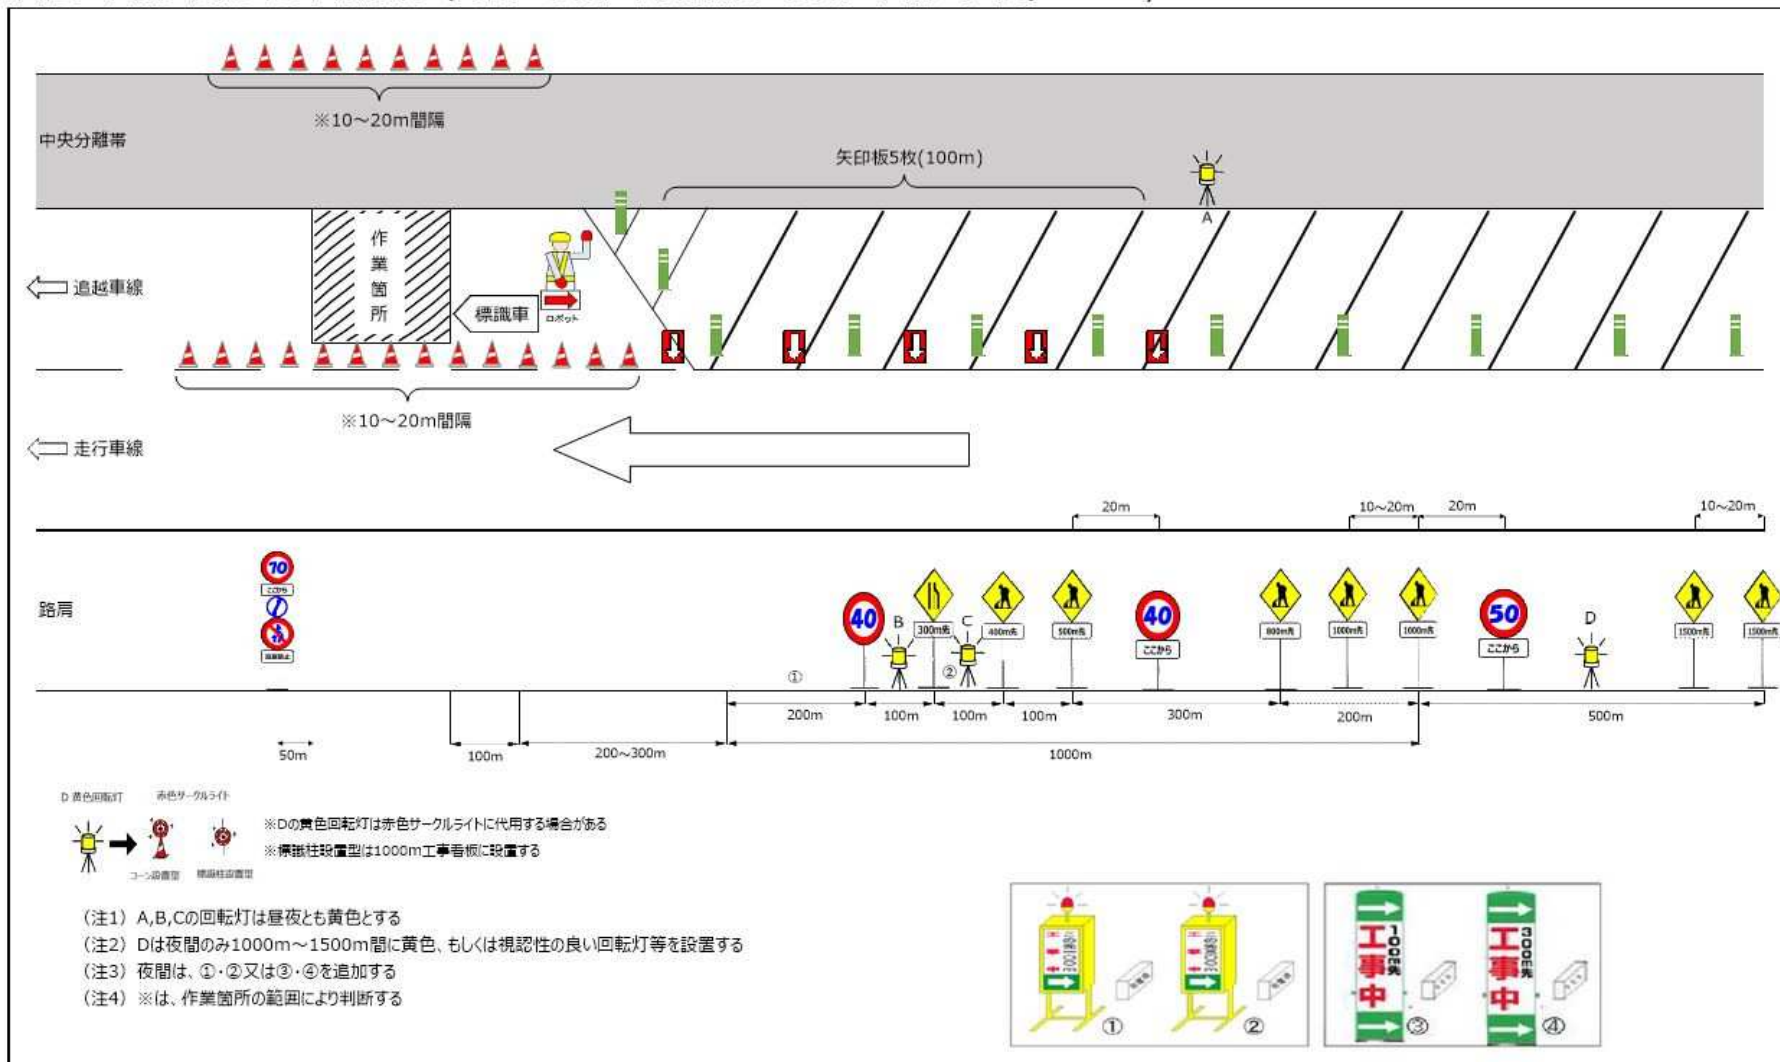 ※10～20m間隔
中央分離帯
矢印板5枚(100m)
A
作業箇所
追越車線
標識車
ロボット
※10～20m間隔
走行車線
20m
10～20m
20m
10～20m
路肩
70
ここから
40
B
300m先
C
400m先
500m先
40
ここから
800m先
1000m先
1000m先
50
ここから
D
1500m先
1500m先
①
②
200m
100m
100m
100m
300m
200m
500m
50m
100m
200～300m
1000m
D 黄色回転灯
赤色サークルライト
※Dの黄色回転灯は赤色サークルライトに代用する場合がある
※標識柱設置型は1000m工事看板に設置する
コーン設置型
標識柱設置型
(注1) A,B,Cの回転灯は昼夜とも黄色とする
(注2) Dは夜間のみ1000m～1500m間に黄色、もしくは視認性の良い回転灯等を設置する
(注3) 夜間は、①・②又は③・④を追加する
(注4) ※は、作業箇所の範囲により判断する
①
②
100m先
工事中
③
300m先
工事中
④